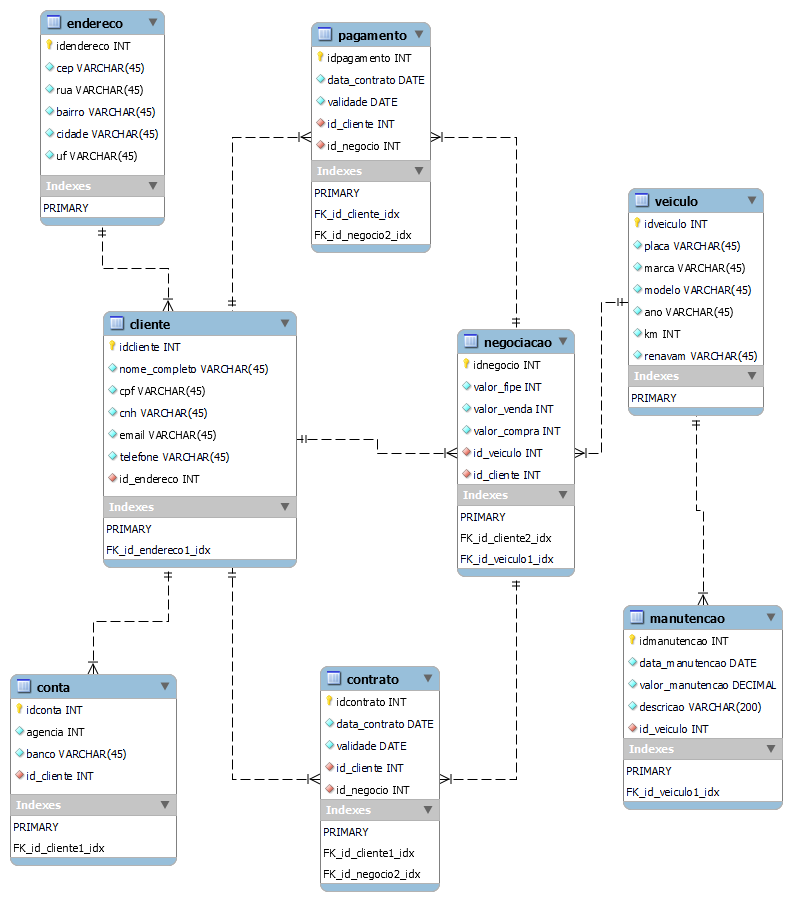 endereco
idendereco INT
cep VARCHAR(45)
rua VARCHAR(45)
bairro VARCHAR(45)
cidade VARCHAR(45)
uf VARCHAR(45)
Indexes
PRIMARY
pagamento
idpagamento INT
data_contrato DATE
validade DATE
id_cliente INT
id_negocio INT
Indexes
PRIMARY
FK_id_cliente_idx
FK_id_negocio2_idx
veiculo
idveiculo INT
placa VARCHAR(45)
marca VARCHAR(45)
modelo VARCHAR(45)
ano VARCHAR(45)
km INT
renavam VARCHAR(45)
Indexes
PRIMARY
cliente
idcliente INT
nome_completo VARCHAR(45)
cpf VARCHAR(45)
cnh VARCHAR(45)
email VARCHAR(45)
telefone VARCHAR(45)
id_endereco INT
Indexes
PRIMARY
FK_id_endereco1_idx
negociacao
idnegocio INT
valor_fipe INT
valor_venda INT
valor_compra INT
id_veiculo INT
id_cliente INT
Indexes
PRIMARY
FK_id_cliente2_idx
FK_id_veiculo1_idx
manutencao
idmanutencao INT
data_manutencao DATE
valor_manutencao DECIMAL
descricao VARCHAR(200)
id_veiculo INT
Indexes
PRIMARY
FK_id_veiculo1_idx
conta
idconta INT
agencia INT
banco VARCHAR(45)
id_cliente INT
Indexes
PRIMARY
FK_id_cliente1_idx
contrato
idcontrato INT
data_contrato DATE
validade DATE
id_cliente INT
id_negocio INT
Indexes
PRIMARY
FK_id_cliente1_idx
FK_id_negocio2_idx